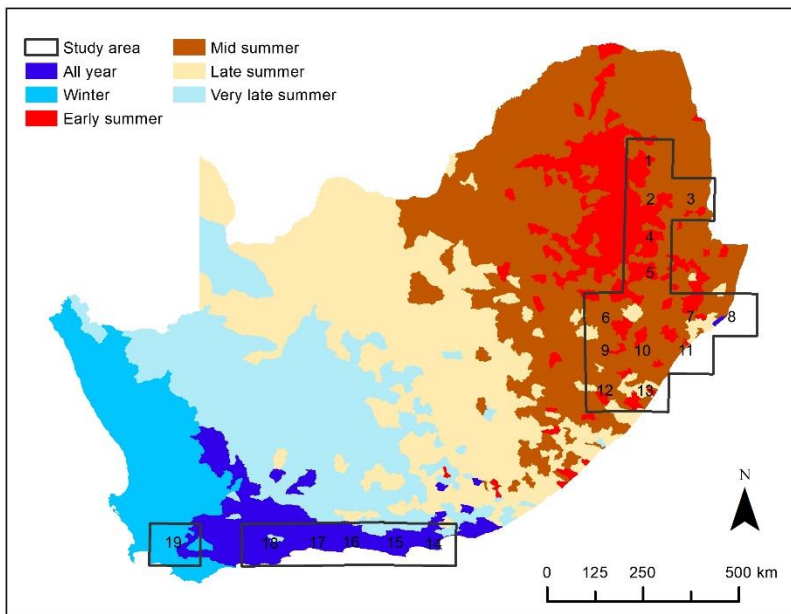 Study area
All year
Winter
Early summer
Mid summer
Late summer
Very late summer
1
2
3
4
5
6
7
8
9
10
11
12
13
N
19
18
17
16
15
14
0 125 250 500 km